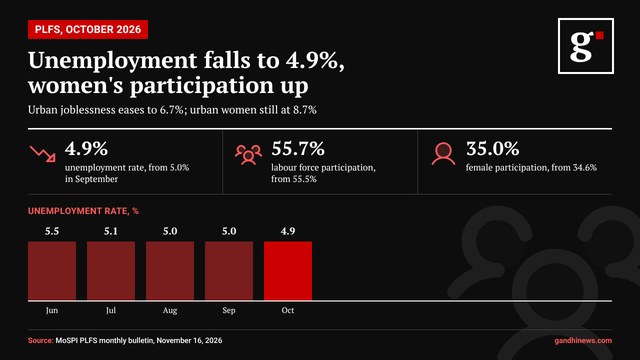 PLFS, OCTOBER 2026
g
Unemployment falls to 4.9%,
women's participation up
Urban joblessness eases to 6.7%; urban women still at 8.7%
4.9%
unemployment rate, from 5.0%
in September
55.7%
labour force participation,
from 55.5%
35.0%
female participation, from 34.6%
UNEMPLOYMENT RATE, %
5.5 5.1 5.0 5.0 4.9
Jun Jul Aug Sep Oct
Source: MoSPI PLFS monthly bulletin, November 16, 2026
gandhinews.com